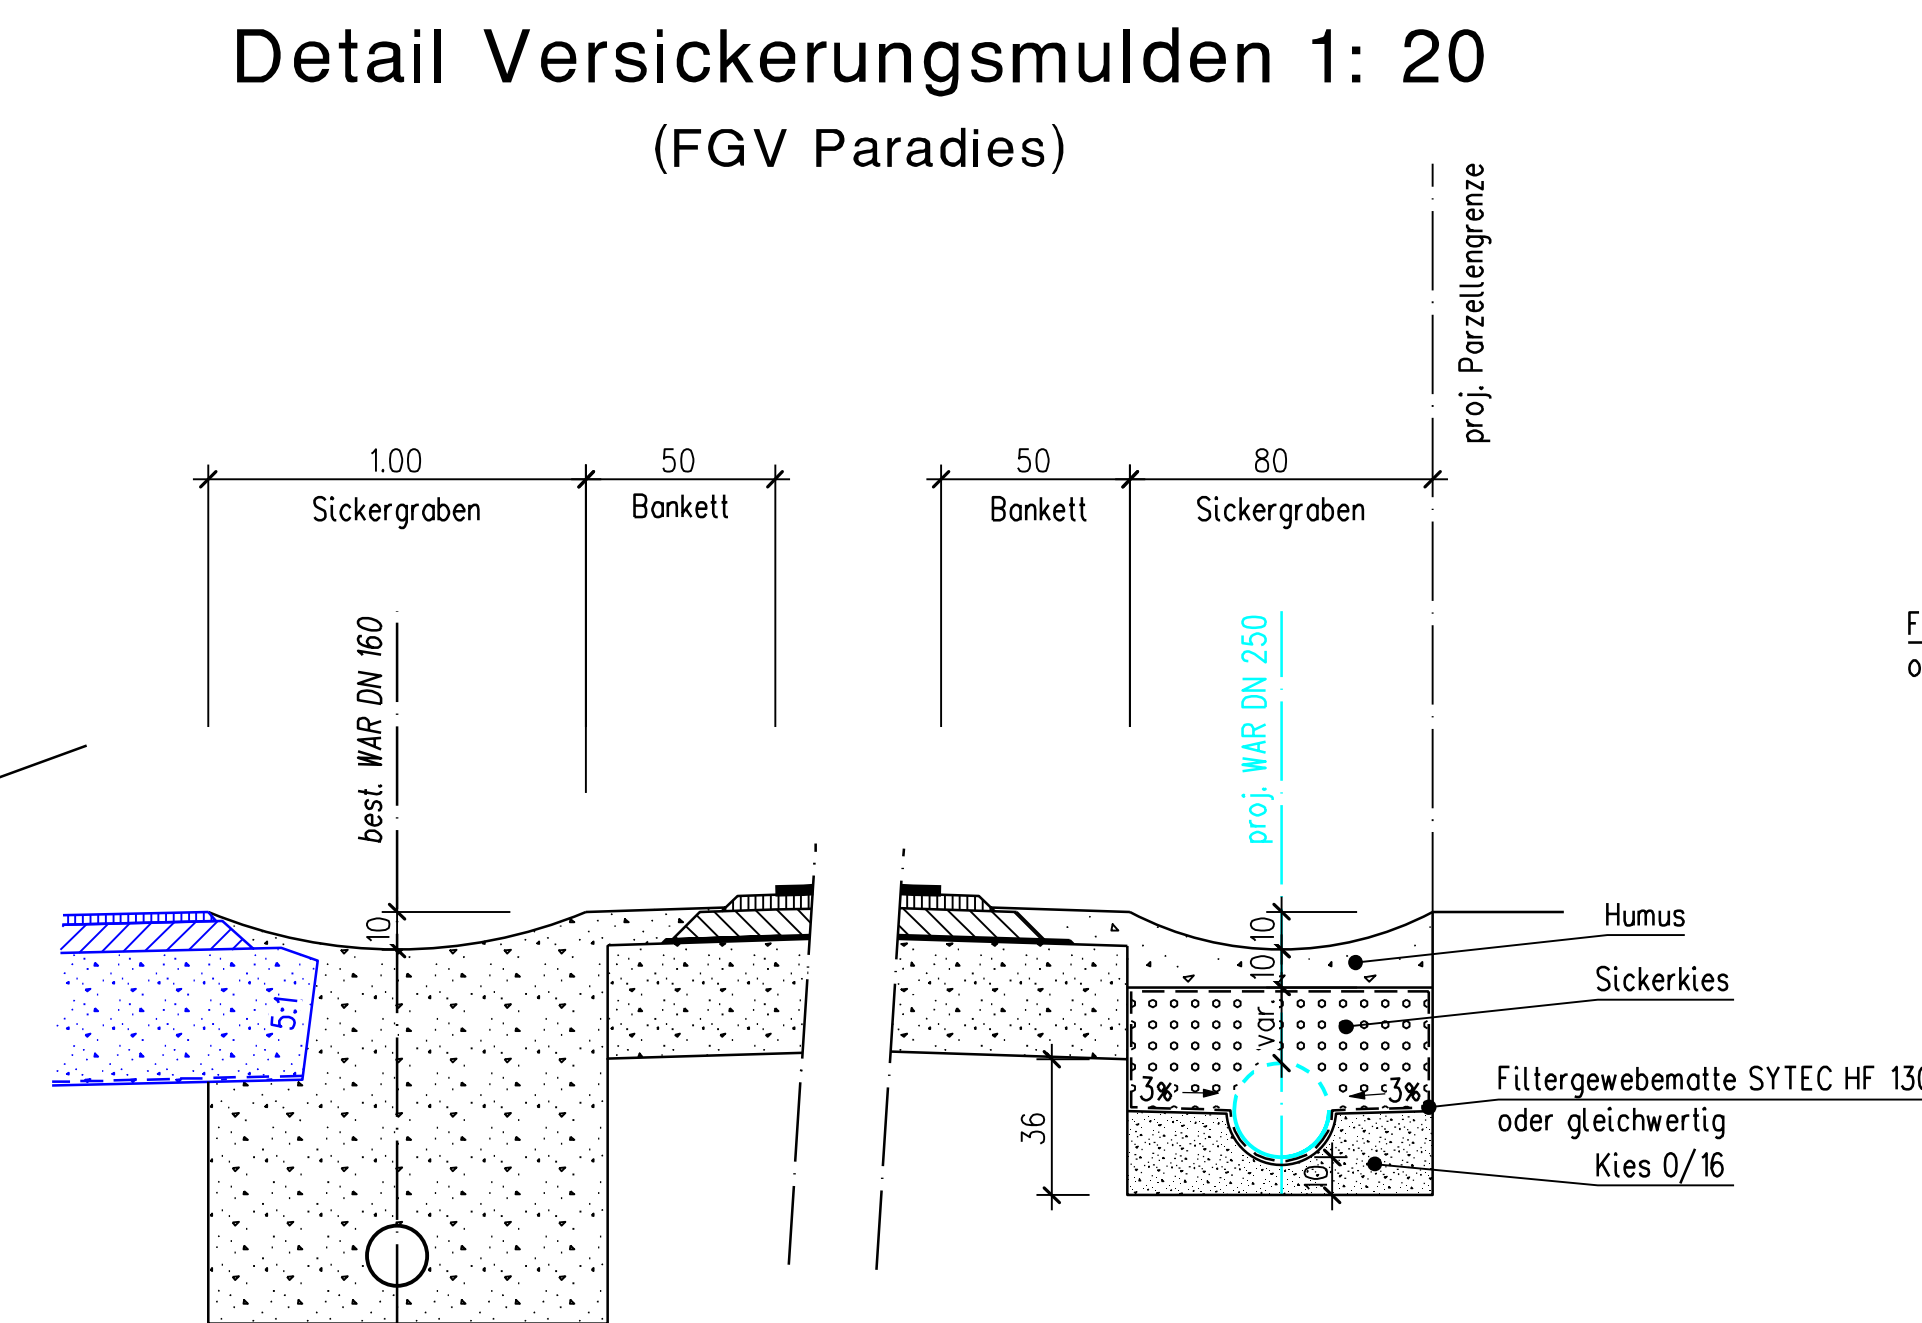 Detail Versickerungsmulden 1: 20
(FGV Paradies)
proj. Parzellengrenze
1.00
50
50
80
Sickergraben
Bankett
Bankett
Sickergraben
best. WAR DN 160
proj. WAR DN 250
F
o
10
10
10
var.
5:1
Humus
Sickerkies
3%
3%
Filtergewebematte SYTEC HF 130
oder gleichwertig
36
Kies 0/16
10